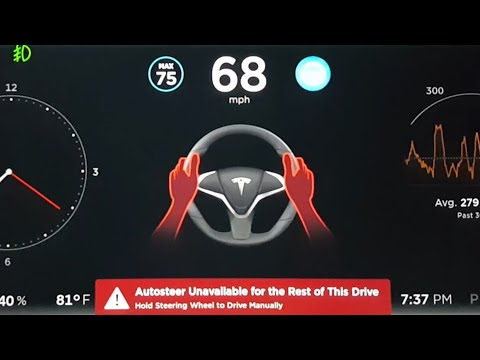 MAX
75
68
mph
12
3
6
300
Avg. 279
Past 3
40%
81°F
Autosteer Unavailable for the Rest of This Drive
Hold Steering Wheel to Drive Manually
7:37 PM
P